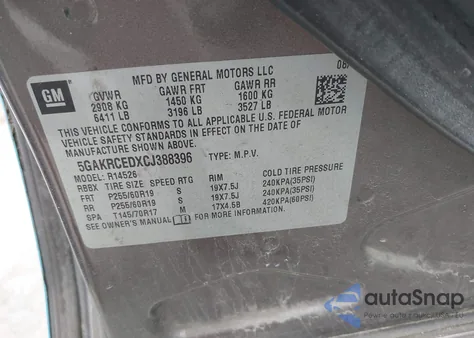 MFD BY GENERAL MOTORS LLC
08/
GM
GVWR GAWR FRT GAWR RR
2908 KG 1450 KG 1600 KG
6411 LB 3196 LB 3527 LB
THIS VEHICLE CONFORMS TO ALL APPLICABLE U.S. FEDERAL MOTOR
VEHICLE SAFETY STANDARDS IN EFFECT ON THE DATE OF
MANUFACTURE SHOWN ABOVE.
5GAKRCEDXCJ388396 TYPE: M.P.V.
MODEL: R14526
RBBX TIRE SIZE SPEED RTG RIM COLD TIRE PRESSURE
FRT P255/60R19 S 19X7.5J 240KPA(35PSI)
RR P255/60R19 S 19X7.5J 240KPA(35PSI)
SPA T145/70R17 M 17X4.5B 420KPA(60PSI)
SEE OWNER'S MANUAL FOR MORE INFORMATION.
autoSnap
Pewne auto z USA